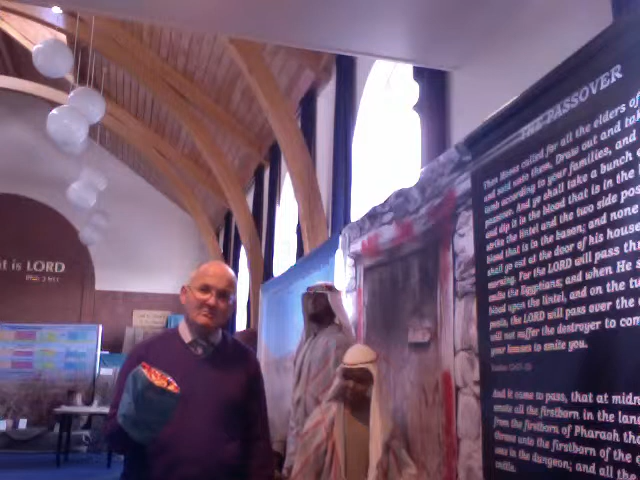 t is LORD
THE PASSOVER
Then Moses called for all the elders of
and said unto them, Draw out and tak
lamb according to your families, and
passover. And ye shall take a bunch o
and dip it in the blood that is in the b
strike the lintel and the two side pos
blood that is in the bason; and none
shall go out at the door of his house
morning. For the LORD will pass thr
smite the Egyptians; and when He s
blood upon the lintel, and on the tw
posts, the LORD will pass over the
will not suffer the destroyer to com
your houses to smite you.
And it came to pass, that at midn
smote all the firstborn in the lan
from the firstborn of Pharaoh tha
throne unto the firstborn of the
was in the dungeon; and all the
cattle.